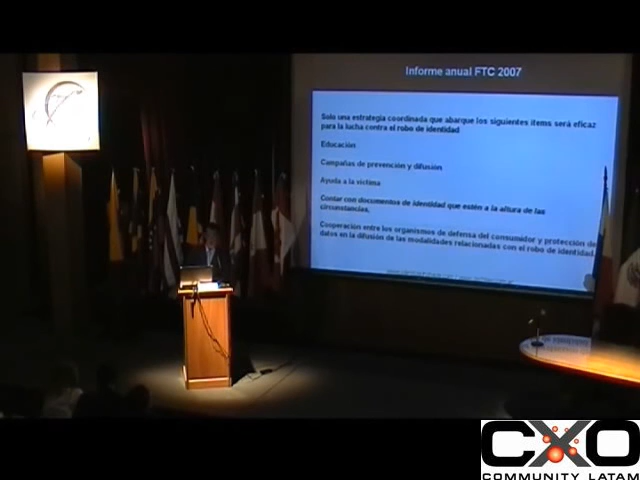 Informe anual FTC 2007
Solo una estrategia coordinada que abarque los siguientes ítems será eficaz
para la lucha contra el robo de identidad
Educación
Campañas de prevención y difusión
Ayuda a la víctima
Contar con documentos de identidad que estén a la altura de las
circunstancias.
Cooperación entre los organismos de defensa del consumidor y protección de
datos en la difusión de las modalidades relacionadas con el robo de identidad
CXO
COMMUNITY LATAM